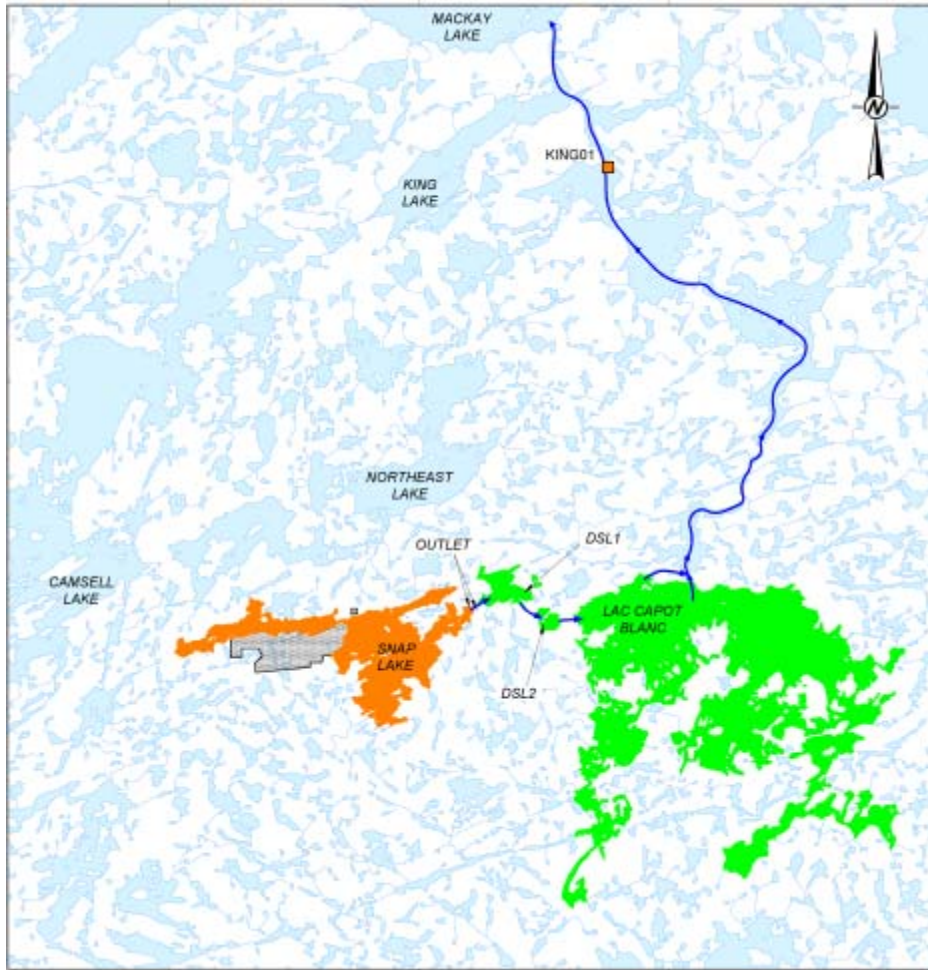 MACKAY
LAKE
N
KING01
KING
LAKE
NORTHEAST
LAKE
OUTLET
DSL1
CAMSELL
LAKE
LAC CAPOT
BLANC
SNAP
LAKE
DSL2